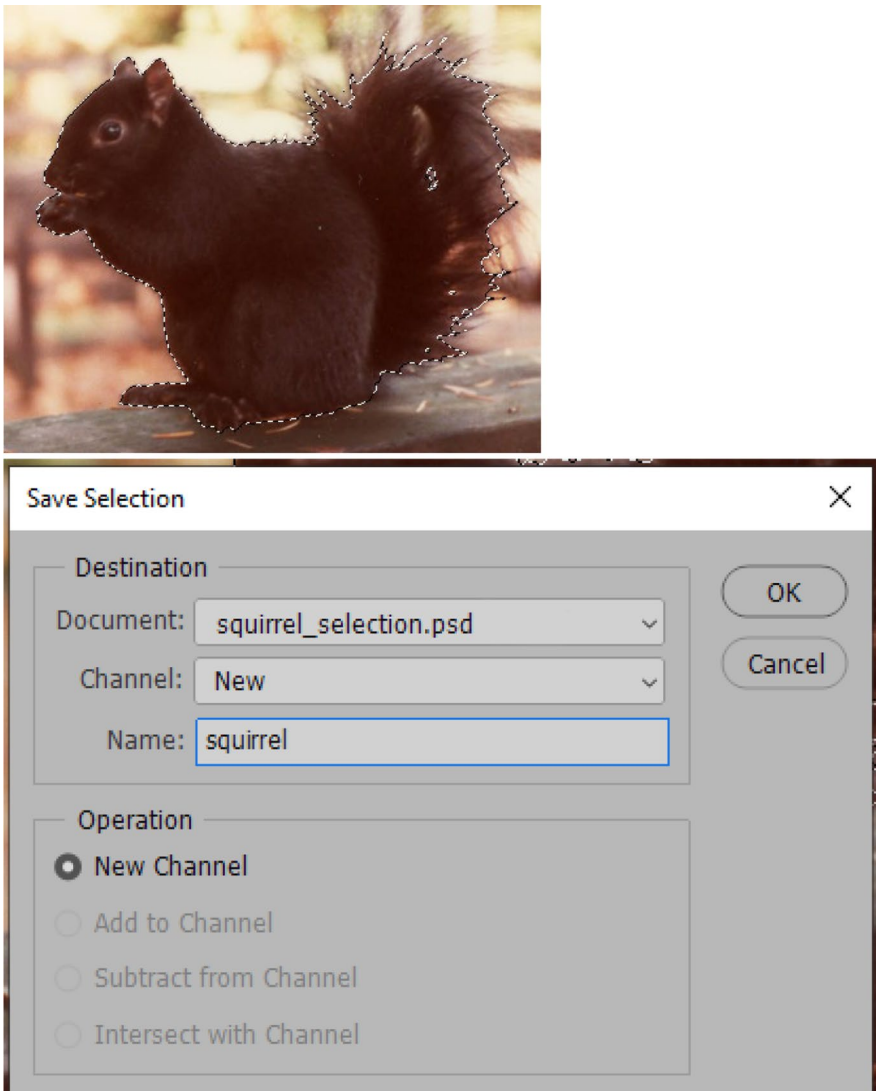 Save Selection
Destination
OK
Document: squirrel_selection.psd
Channel: New
Cancel
Name: squirrel
Operation
New Channel
Add to Channel
Subtract from Channel
Intersect with Channel